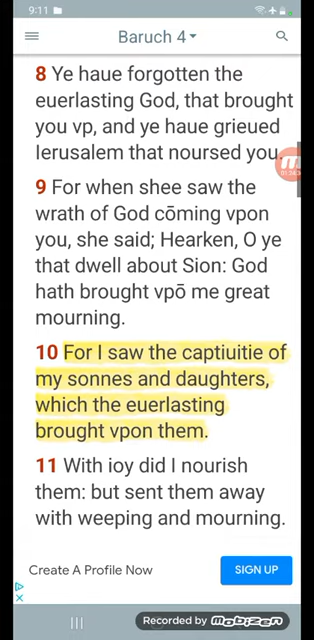 9:11
Baruch 4
8 Ye haue forgotten the
euerlasting God, that brought
you vp, and ye haue grieued
Ierusalem that noursed you.
9 For when shee saw the
wrath of God cōming vpon
you, she said; Hearken, O ye
that dwell about Sion: God
hath brought vpō me great
mourning.
10 For I saw the captiuitie of
my sonnes and daughters,
which the euerlasting
brought vpon them.
11 With ioy did I nourish
them: but sent them away
with weeping and mourning.
Create A Profile Now
SIGN UP
Recorded by Mobizen